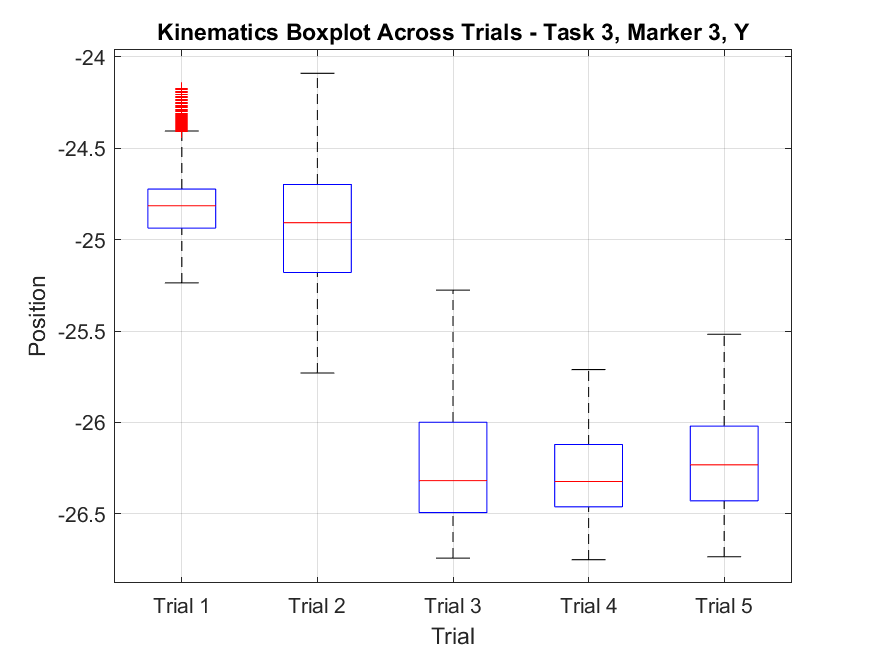 Kinematics Boxplot Across Trials - Task 3, Marker 3, Y
-24
-24.5
-25
-25.5
-26
-26.5
Position
Trial 1 Trial 2 Trial 3 Trial 4 Trial 5
Trial